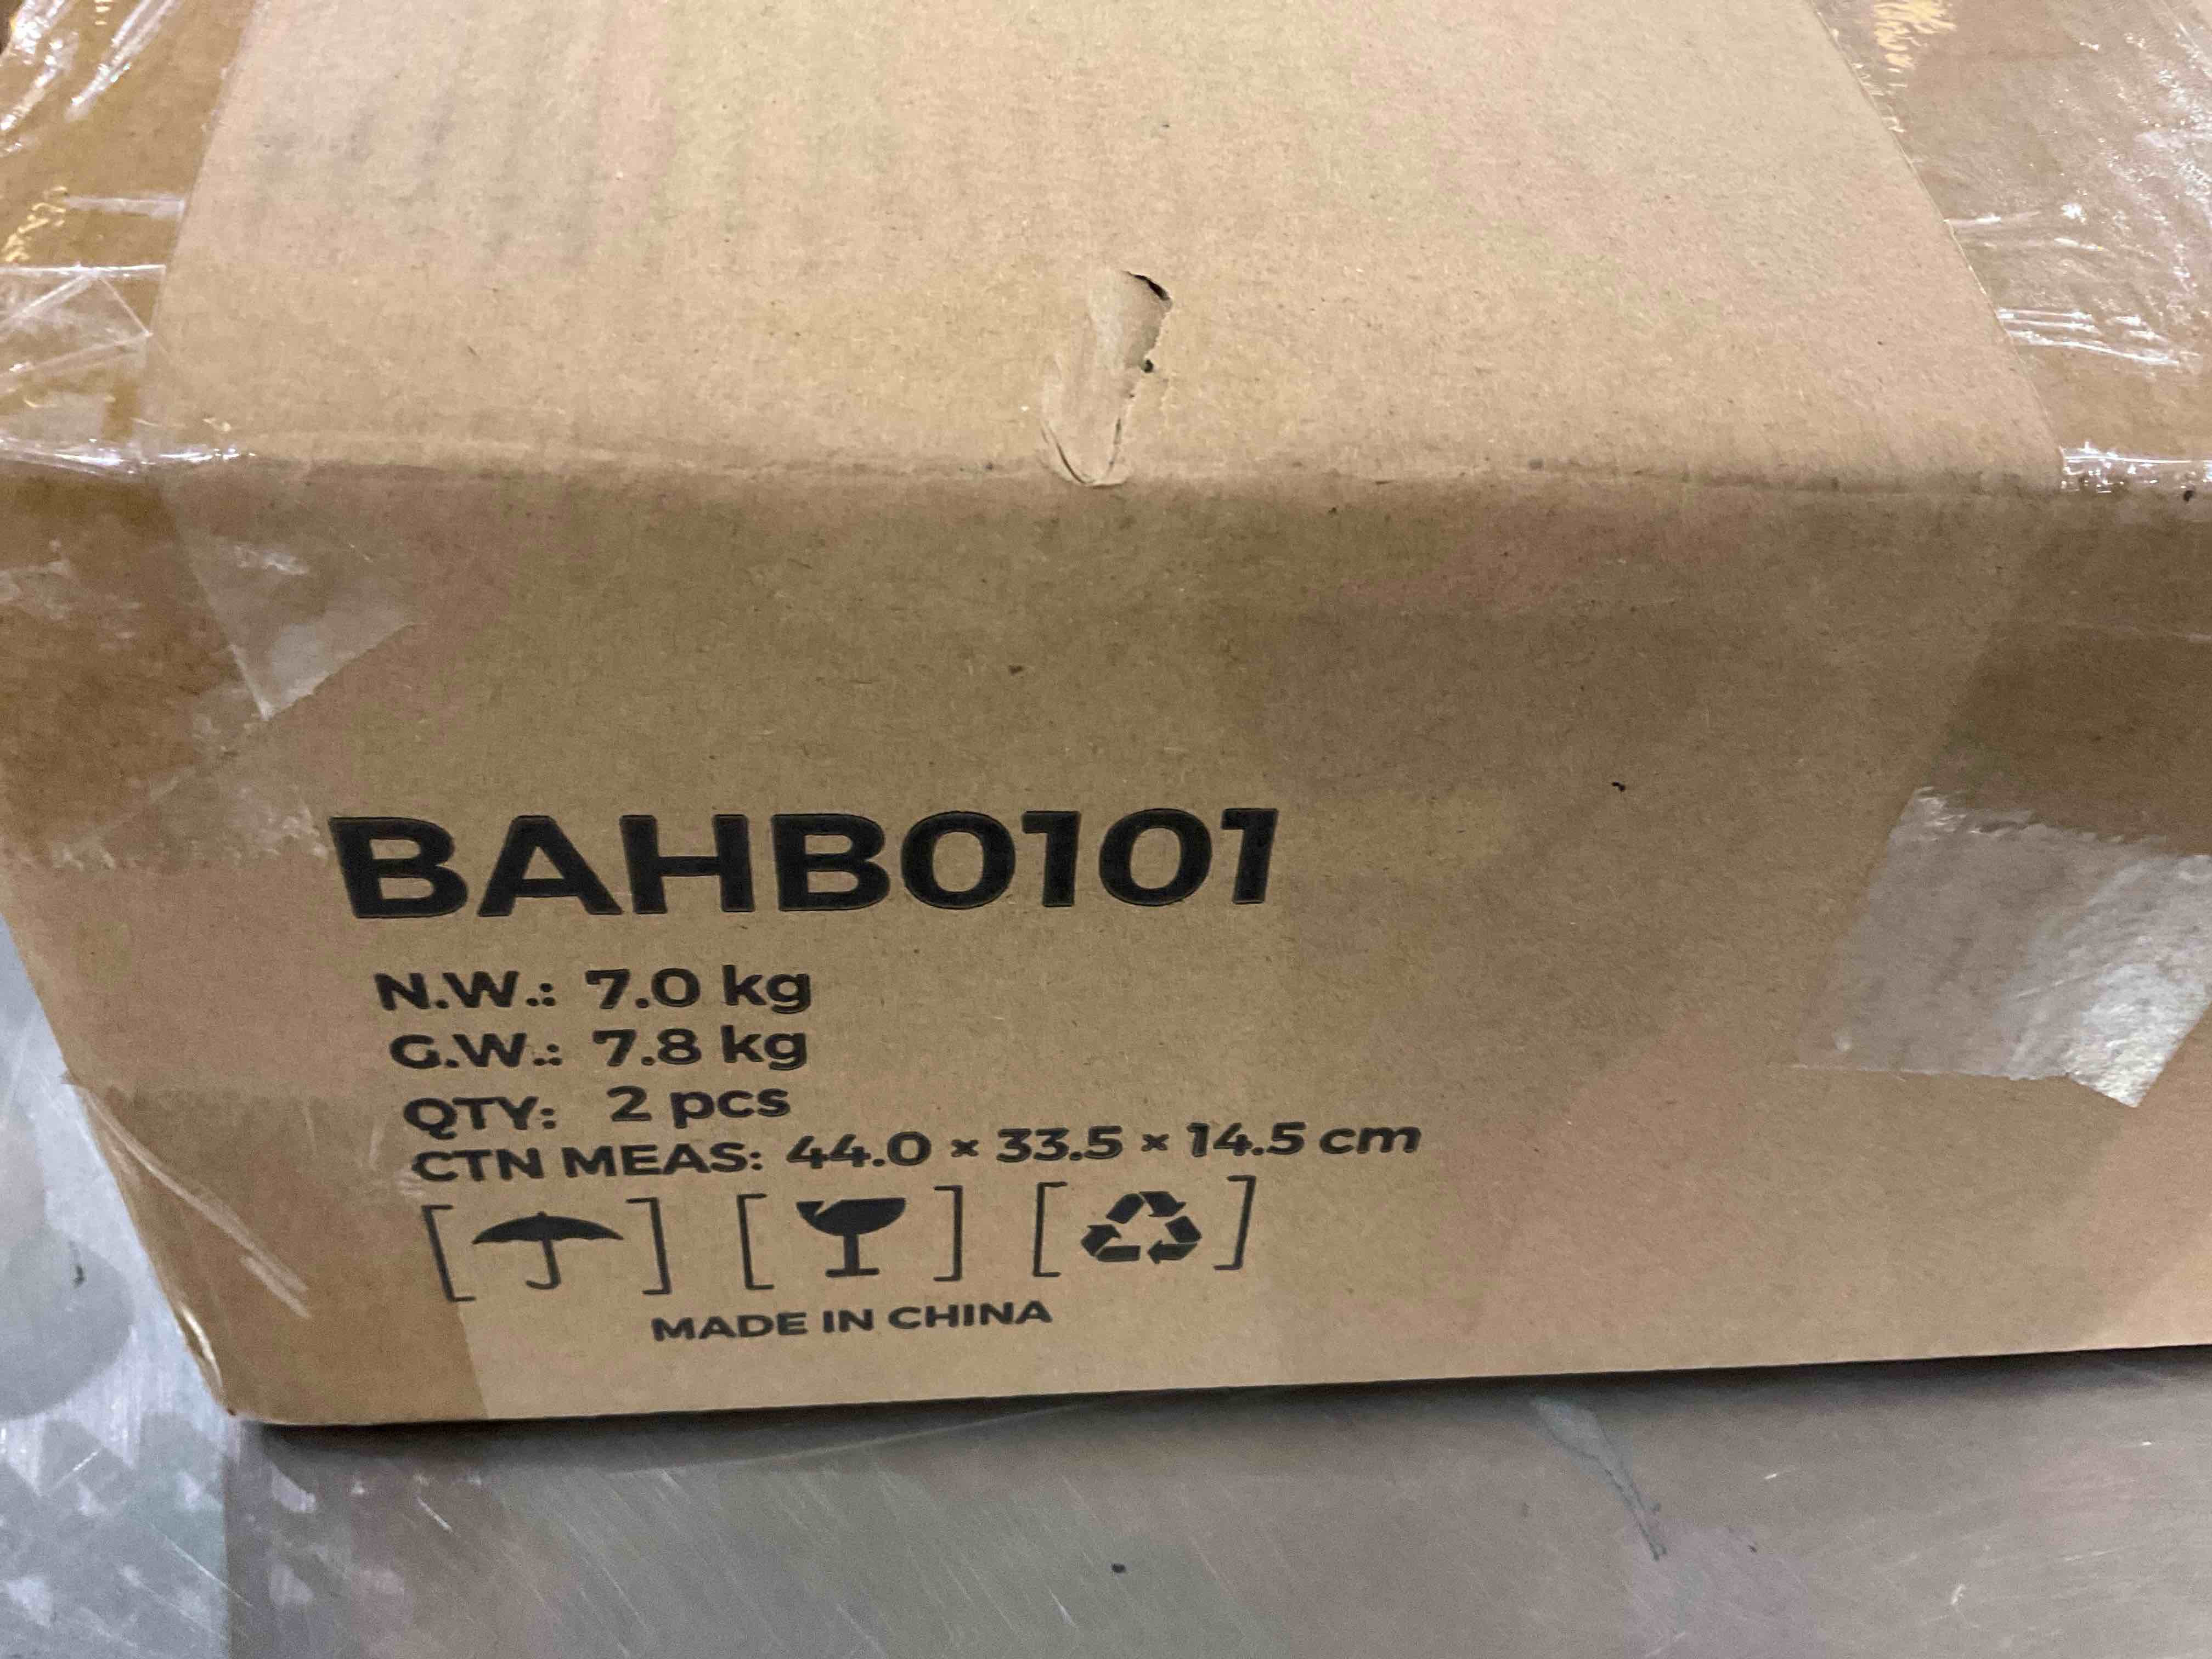 BAHB0101
N.W.: 7.0 kg
G.W.: 7.8 kg
QTY: 2 pcs
CTN MEAS: 44.0 × 33.5 × 14.5 cm
MADE IN CHINA